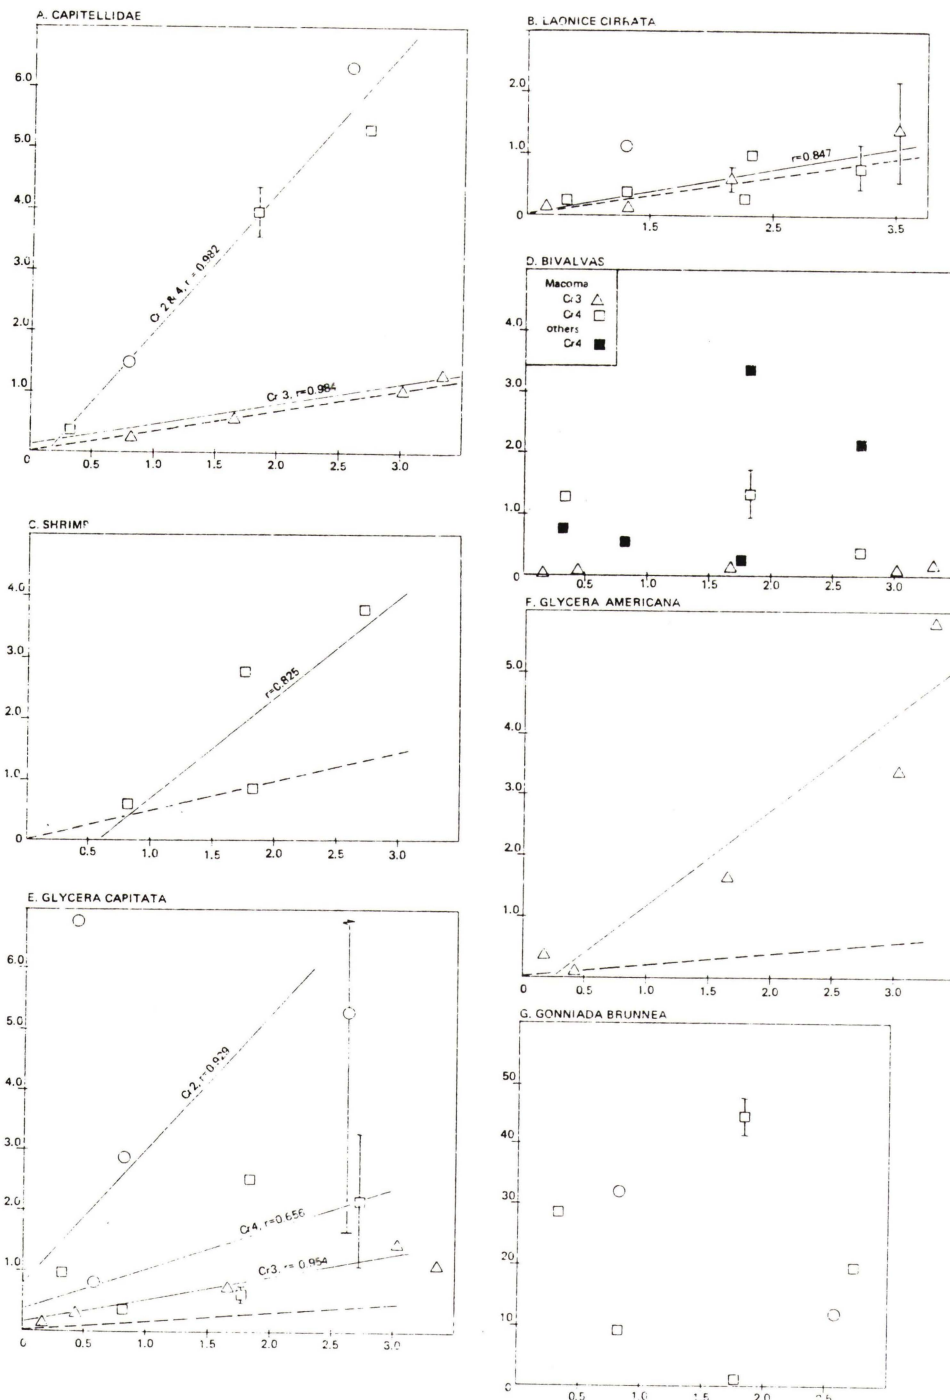 A. CAPITELLIDAE
6.0
5.0
4.0
3.0
2.0
1.0
0
Cr 2 & 4, r = 0.982
Cr 3, r=0.984
0.5 1.0 1.5 2.0 2.5 3.0
B. LAONICE CIRRATA
2.0
1.0
0
r=0.847
1.5 2.5 3.5
C. SHRIMP
4.0
3.0
2.0
1.0
0
r=0.825
0.5 1.0 1.5 2.0 2.5 3.0
D. BIVALVAS
Macoma
Cr3
Cr4
others
Cr4
4.0
3.0
2.0
1.0
0
0.5 1.0 1.5 2.0 2.5 3.0
E. GLYCERA CAPITATA
6.0
5.0
4.0
3.0
2.0
1.0
0
Cr2, r=0.929
Cr4, r=0.656
Cr3, r= 0.954
0.5 1.0 1.5 2.0 2.5 3.0
F. GLYCERA AMERICANA
5.0
4.0
3.0
2.0
1.0
0
0.5 1.0 1.5 2.0 2.5 3.0
G. GONNIADA BRUNNEA
50
40
30
20
10
0
0.5 1.0 1.5 2.0 2.5